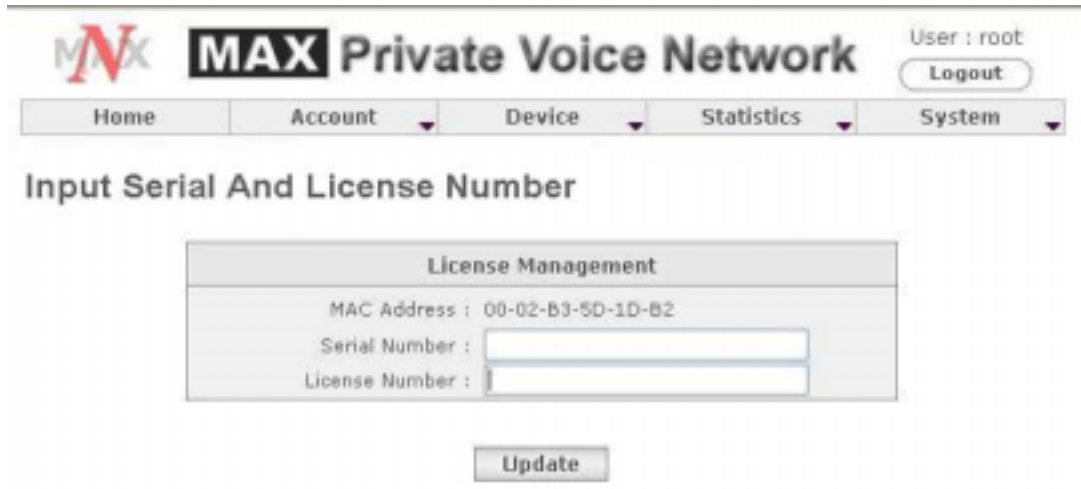 MNX MAX Private Voice Network
User : root
Logout
Home Account Device Statistics System
Input Serial And License Number
License Management
MAC Address : 00-02-B3-5D-1D-B2
Serial Number :
License Number :
Update